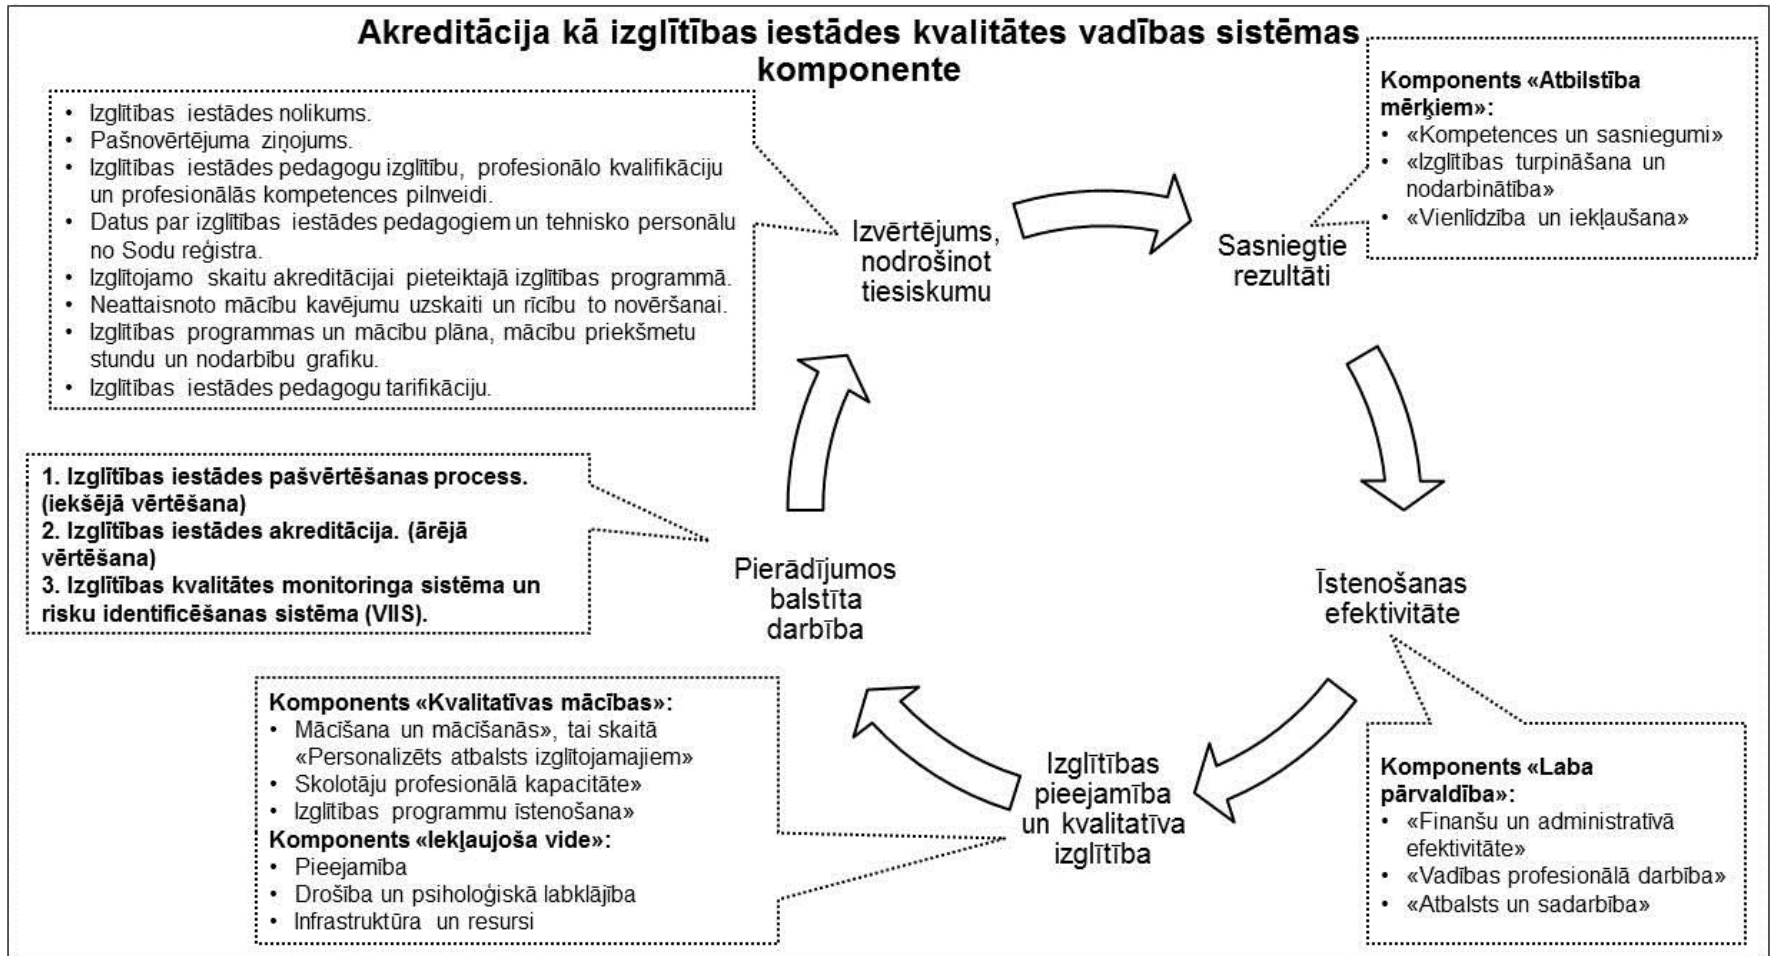 Akreditācija kā izglītības iestādes kvalitātes vadības sistēmas
komponente
• Izglītības iestādes nolikums.
• Pašnovērtējuma ziņojums.
• Izglītības iestādes pedagogu izglītību, profesionālo kvalifikāciju
un profesionālās kompetences pilnveidi.
• Datus par izglītības iestādes pedagogiem un tehnisko personālu
no Sodu reģistra.
• Izglītojamo skaitu akreditācijai pieteiktajā izglītības programmā.
• Neattaisnoto mācību kavējumu uzskaiti un rīcību to novēršanai.
• Izglītības programmas un mācību plāna, mācību priekšmetu
stundu un nodarbību grafiku.
• Izglītības iestādes pedagogu tarifikāciju.
Izvērtējums,
nodrošinot
tiesiskumu
Komponents «Atbilstība
mērķiem»:
• «Kompetences un sasniegumi»
• «Izglītības turpināšana un
nodarbinātība»
• «Vienlīdzība un iekļaušana»
Sasniegtie
rezultāti
1. Izglītības iestādes pašvērtēšanas process.
(iekšējā vērtēšana)
2. Izglītības iestādes akreditācija. (ārējā
vērtēšana)
3. Izglītības kvalitātes monitoringa sistēma un
risku identificēšanas sistēma (VIIS).
Pierādījumos
balstīta
darbība
Īstenošanas
efektivitāte
Komponents «Kvalitatīvas mācības»:
• Mācīšana un mācīšanās», tai skaitā
«Personalizēts atbalsts izglītojamajiem»
• Skolotāju profesionālā kapacitāte»
• Izglītības programmu īstenošana»
Komponents «Iekļaujoša vide»:
• Pieejamība
• Drošība un psiholoģiskā labklājība
• Infrastruktūra un resursi
Izglītības
pieejamība
un kvalitatīva
izglītība
Komponents «Laba
pārvaldība»:
• «Finanšu un administratīvā
efektivitāte»
• «Vadības profesionālā darbība»
• «Atbalsts un sadarbība»